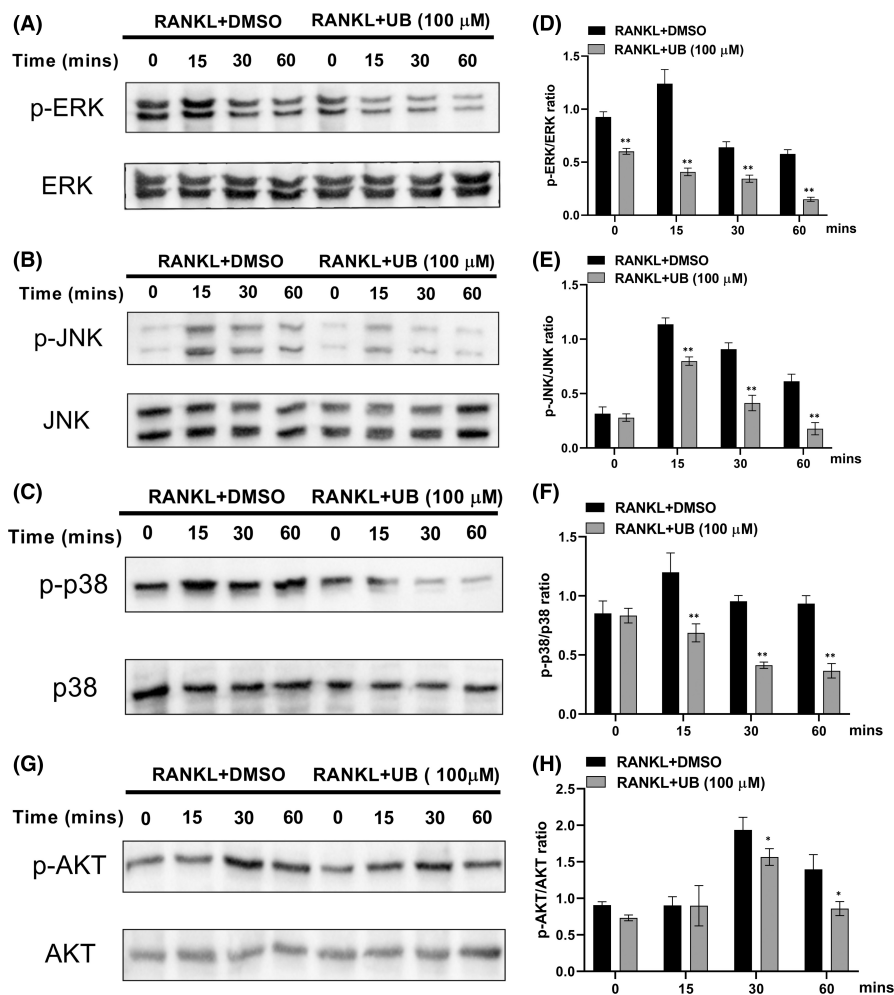 (A)
RANKL+DMSO RANKL+UB (100 μM)
Time (mins) 0 15 30 60 0 15 30 60
p-ERK
ERK
(D)
RANKL+DMSO
RANKL+UB (100 μM)
p-ERK/ERK ratio
1.5
1.0
0.5
0.0
** ** ** **
0 15 30 60 mins
(B)
RANKL+DMSO RANKL+UB (100 μM)
Time (mins) 0 15 30 60 0 15 30 60
p-JNK
JNK
(E)
RANKL+DMSO
RANKL+UB (100 μM)
p-JNK/JNK ratio
1.5
1.0
0.5
0.0
** ** **
0 15 30 60 mins
(C)
RANKL+DMSO RANKL+UB (100 μM)
Time (mins) 0 15 30 60 0 15 30 60
p-p38
p38
(F)
RANKL+DMSO
RANKL+UB (100 μM)
p-p38/p38 ratio
1.5
1.0
0.5
0.0
** ** **
0 15 30 60 mins
(G)
RANKL+DMSO RANKL+UB ( 100μM)
Time (mins) 0 15 30 60 0 15 30 60
p-AKT
AKT
(H)
RANKL+DMSO
RANKL+UB (100 μM)
p-AKT/AKT ratio
2.5
2.0
1.5
1.0
0.5
0.0
* *
0 15 30 60 mins